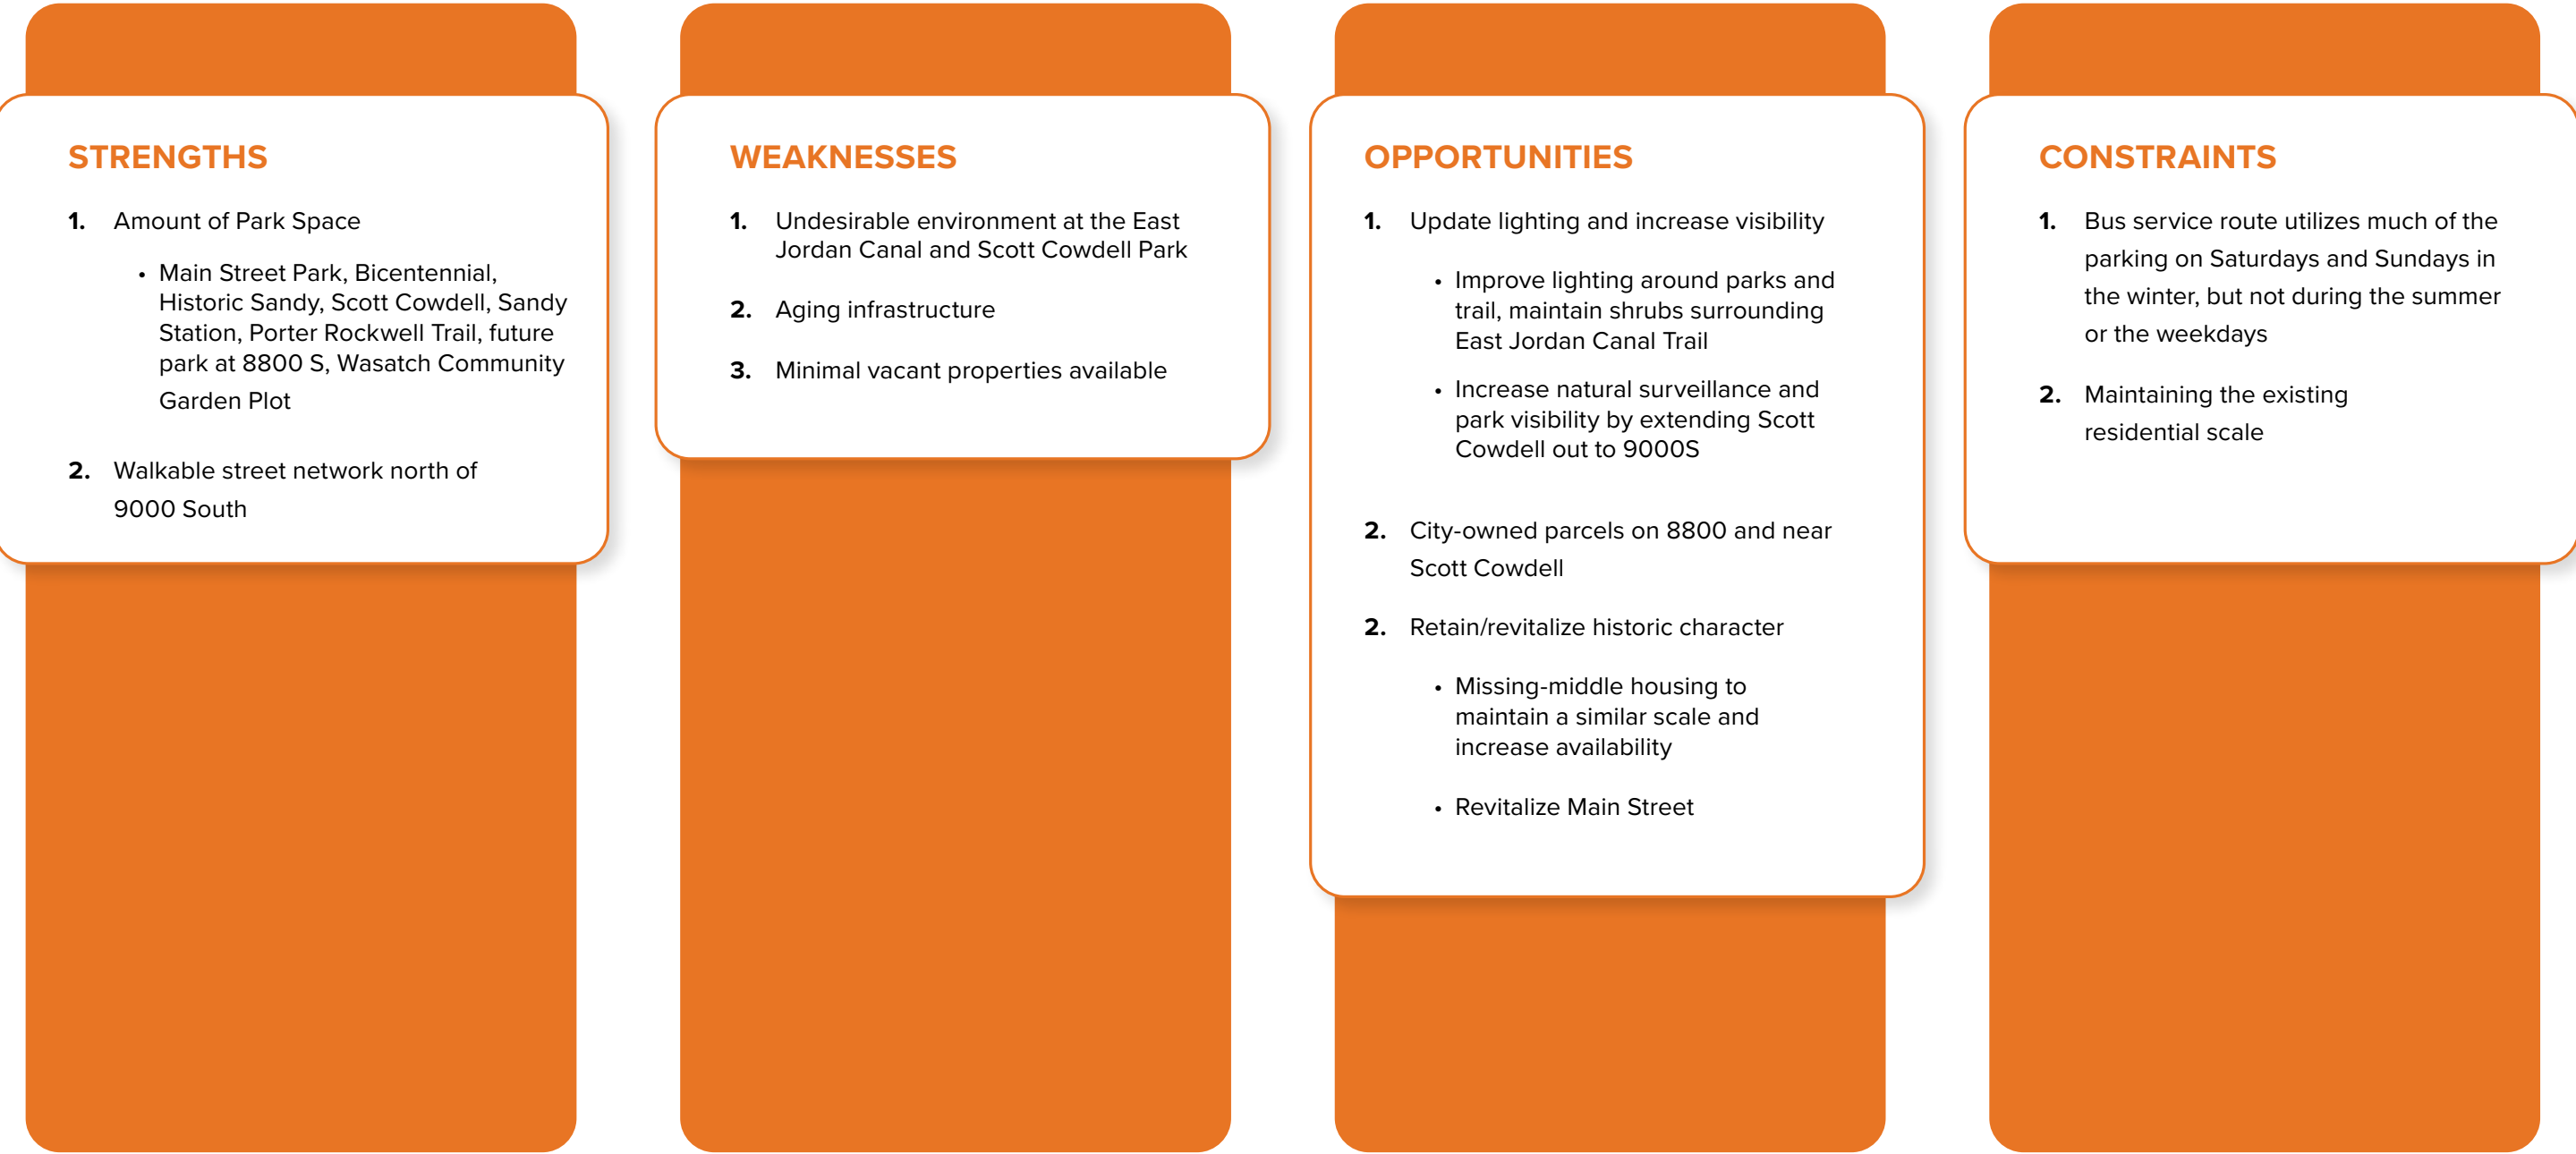 STRENGTHS
1. Amount of Park Space
• Main Street Park, Bicentennial,
Historic Sandy, Scott Cowdell, Sandy
Station, Porter Rockwell Trail, future
park at 8800 S, Wasatch Community
Garden Plot
2. Walkable street network north of
9000 South
WEAKNESSES
1. Undesirable environment at the East
Jordan Canal and Scott Cowdell Park
2. Aging infrastructure
3. Minimal vacant properties available
OPPORTUNITIES
1. Update lighting and increase visibility
• Improve lighting around parks and
trail, maintain shrubs surrounding
East Jordan Canal Trail
• Increase natural surveillance and
park visibility by extending Scott
Cowdell out to 9000S
2. City-owned parcels on 8800 and near
Scott Cowdell
2. Retain/revitalize historic character
• Missing-middle housing to
maintain a similar scale and
increase availability
• Revitalize Main Street
CONSTRAINTS
1. Bus service route utilizes much of the
parking on Saturdays and Sundays in
the winter, but not during the summer
or the weekdays
2. Maintaining the existing
residential scale